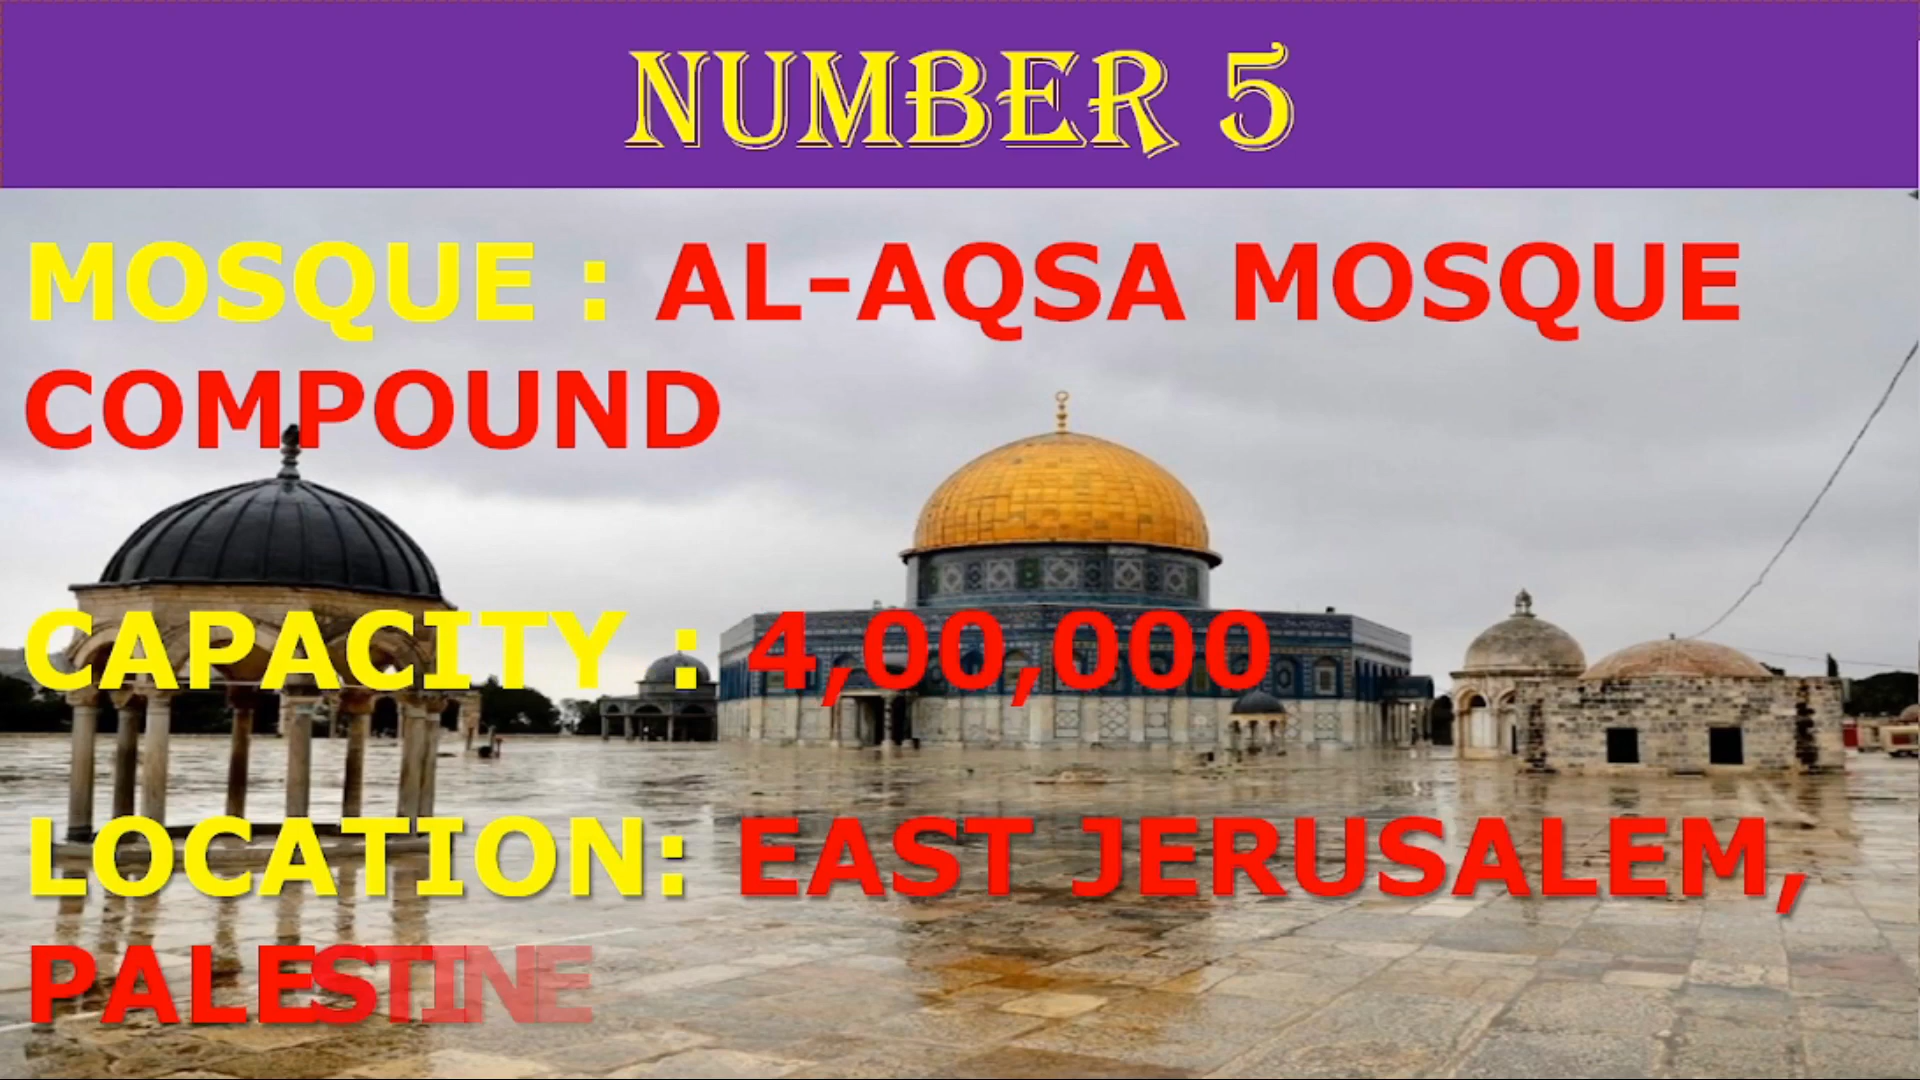 NUMBER 5
MOSQUE : AL-AQSA MOSQUE
COMPOUND
CAPACITY : 4,00,000
LOCATION: EAST JERUSALEM,
PALESTINE